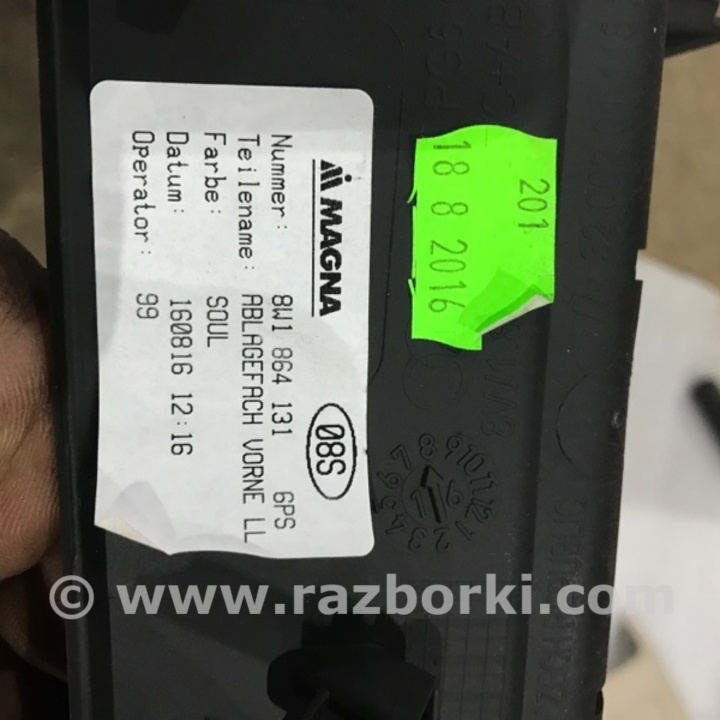 MAGNA
08S
Nummer: 8W1 864 131 6PS
Teilename: ABLAGEFACH VORNE LL
Farbe: SOUL
Datum: 160816 12:16
Operator: 99
201
18 8 2016
© www.razborki.com